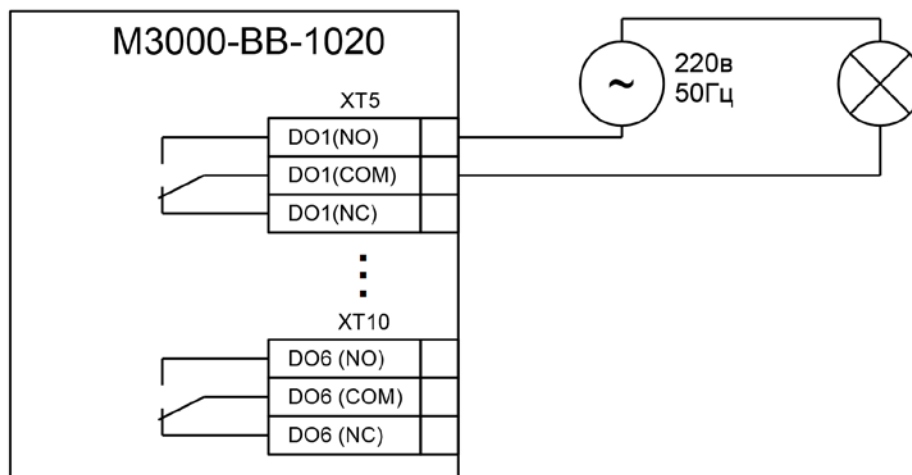 М3000-ВВ-1020
220в
50Гц
XT5
DO1(NO)
DO1(COM)
DO1(NC)
XT10
DO6 (NO)
DO6 (COM)
DO6 (NC)